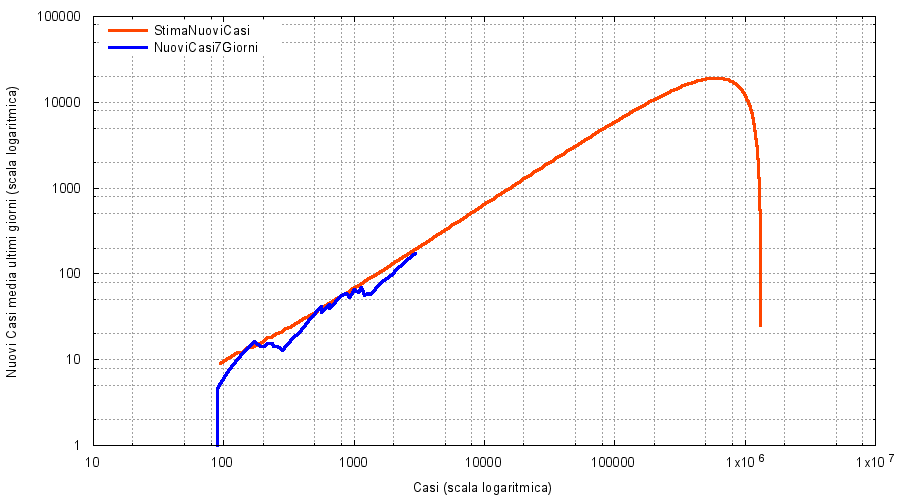 100000
StimaNuoviCasi
NuoviCasi7Giorni
10000
1000
100
10
1
Nuovi Casi media ultimi giorni (scala logaritmica)
10 100 1000 10000 100000 1x10^6 1x10^7
Casi (scala logaritmica)